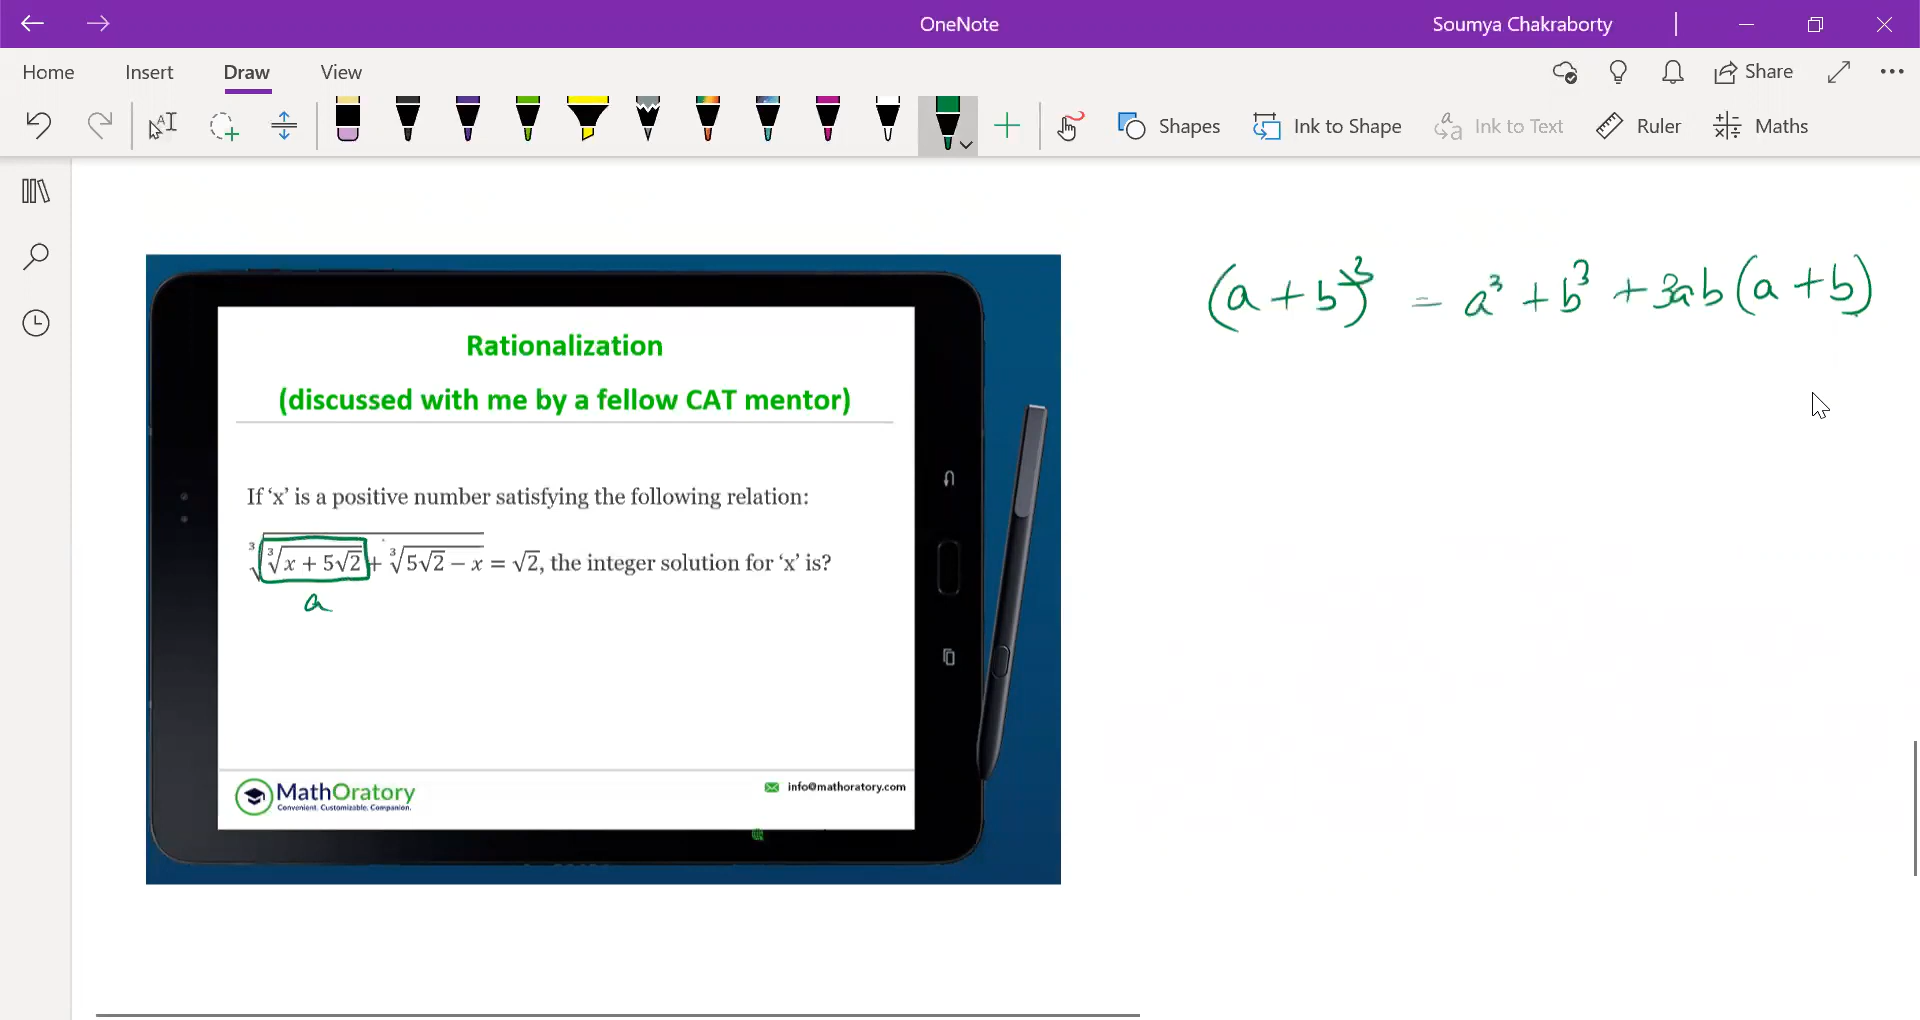 OneNote
Soumya Chakraborty
Home Insert Draw View
Share
Shapes Ink to Shape Ink to Text Ruler Maths
Rationalization
(discussed with me by a fellow CAT mentor)
If ‘x’ is a positive number satisfying the following relation:
∛(∛(x + 5√2) + ∛(5√2 − x)) = √2, the integer solution for ‘x’ is?
a
MathOratory
Convenient. Customizable. Companion.
info@mathoratory.com
(a + b)³ = a³ + b³ + 3ab(a + b)